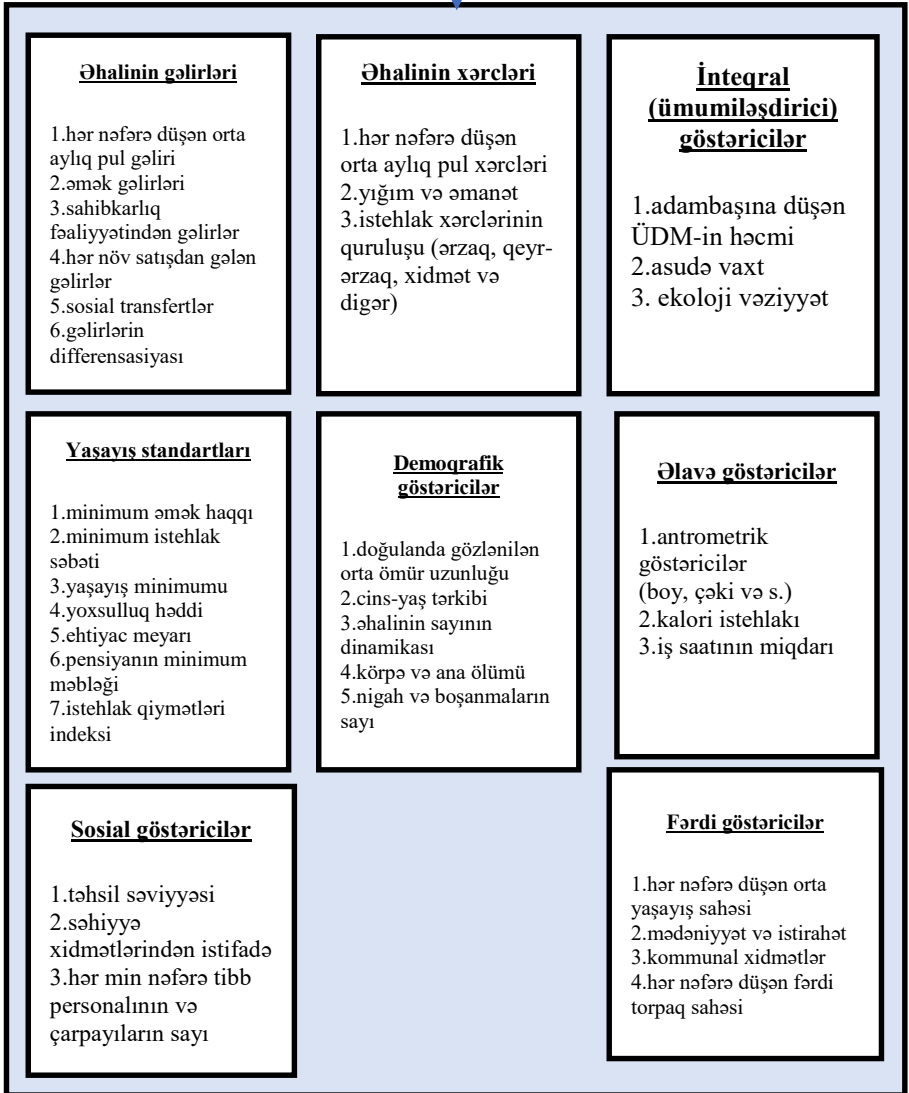 Əhalinin gəlirləri
1.hər nəfərə düşən orta
aylıq pul gəliri
2.əmək gəlirləri
3.sahibkarlıq
fəaliyyətindən gəlirlər
4.hər növ satışdan gələn
gəlirlər
5.sosial transfertlər
6.gəlirlərin
differensasiyası
Əhalinin xərcləri
1.hər nəfərə düşən
orta aylıq pul xərcləri
2.yığım və əmanət
3.istehlak xərclərinin
quruluşu (ərzaq, qeyr-
ərzaq, xidmət və
digər)
İnteqral
(ümumiləşdirici)
göstəricilər
1.adambaşına düşən
ÜDM-in həcmi
2.asudə vaxt
3. ekoloji vəziyyət
Yaşayış standartları
1.minimum əmək haqqı
2.minimum istehlak
səbəti
3.yaşayış minimumu
4.yoxsulluq həddi
5.ehtiyac meyarı
6.pensiyanın minimum
məbləği
7.istehlak qiymətləri
indeksi
Demoqrafik
göstəricilər
1.doğulanda gözlənilən
orta ömür uzunluğu
2.cins-yaş tərkibi
3.əhalinin sayının
dinamikası
4.körpə və ana ölümü
5.nigah və boşanmaların
sayı
Əlavə göstəricilər
1.antrometrik
göstəricilər
(boy, çəki və s.)
2.kalori istehlakı
3.iş saatının miqdarı
Sosial göstəricilər
1.təhsil səviyyəsi
2.səhiyyə
xidmətlərindən istifadə
3.hər min nəfərə tibb
personalının və
çarpayıların sayı
Fərdi göstəricilər
1.hər nəfərə düşən orta
yaşayış sahəsi
2.mədəniyyət və istirahət
3.kommunal xidmətlər
4.hər nəfərə düşən fərdi
torpaq sahəsi